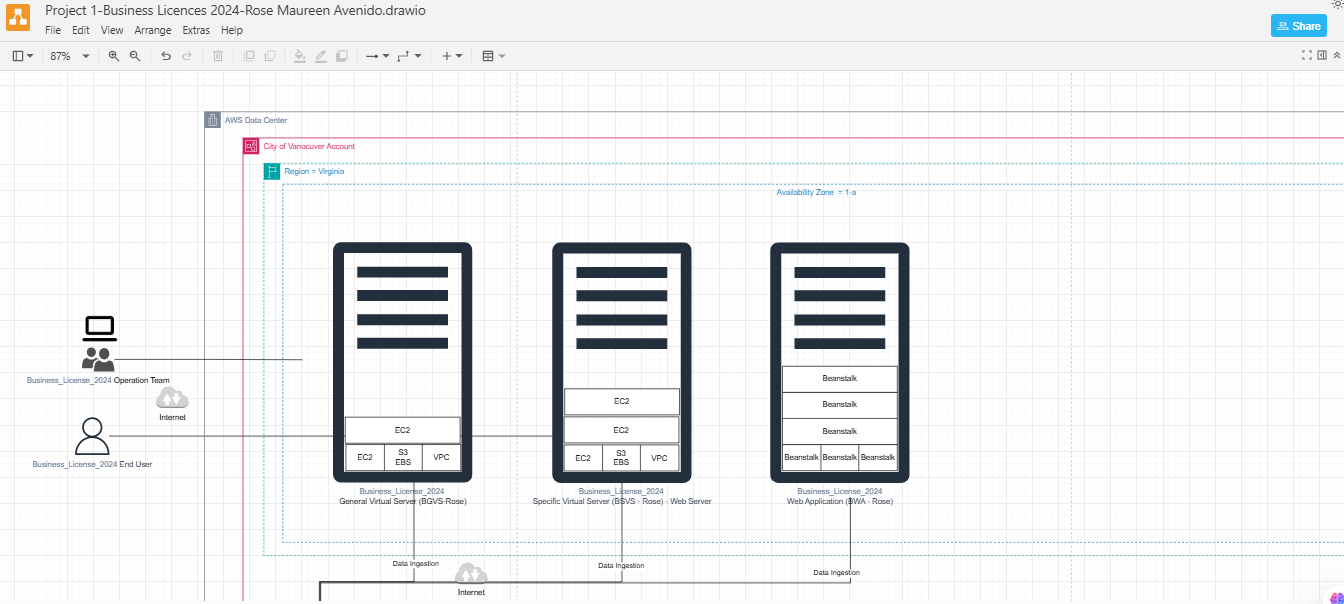 Project 1-Business Licences 2024-Rose Maureen Avenido.drawio
File Edit View Arrange Extras Help
Share
87%
AWS Data Center
City of Vanocuver Account
Region = Virginia
Availability Zone = 1-a
Business_License_2024 Operation Team
Internet
Business_License_2024 End User
EC2
EC2
S3
EBS
VPC
Business_License_2024
General Virtual Server (BGVS-Rose)
EC2
EC2
EC2
S3
EBS
VPC
Business_License_2024
Specific Virtual Server (BSVS - Rose) - Web Server
Beanstalk
Beanstalk
Beanstalk
Beanstalk Beanstalk Beanstalk
Business_License_2024
Web Application (BWA - Rose)
Data Ingestion
Data Ingestion
Data Ingestion
Internet